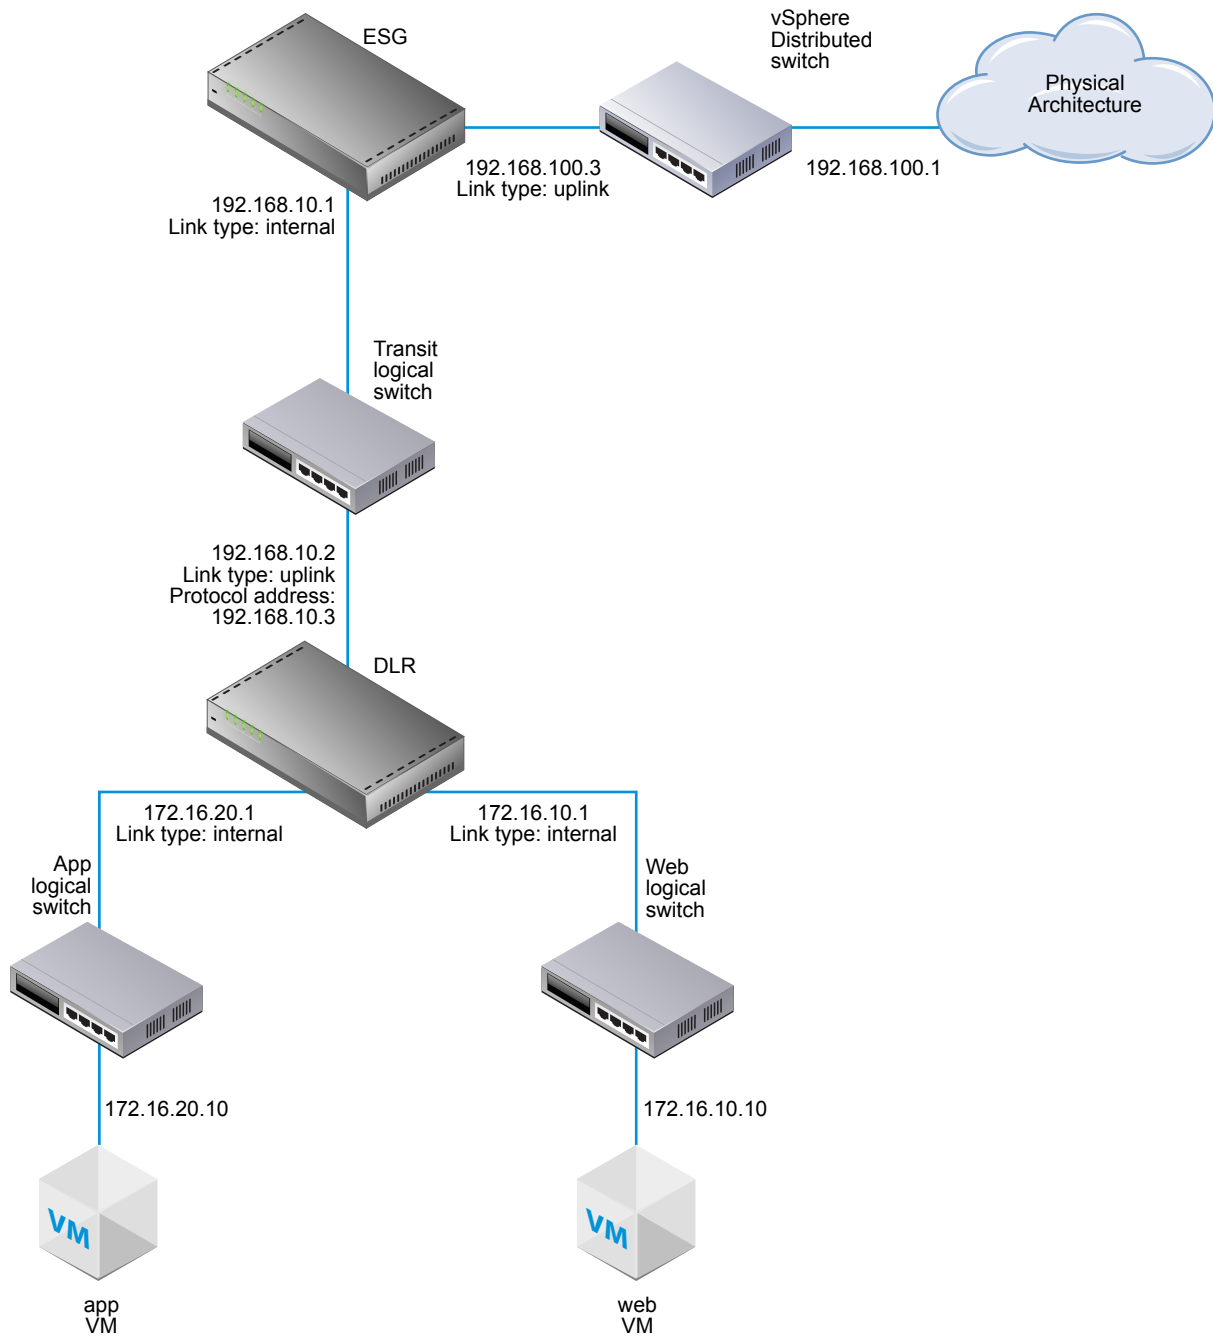 ESG
vSphere
Distributed
switch
Physical
Architecture
192.168.100.3
Link type: uplink
192.168.100.1
192.168.10.1
Link type: internal
Transit
logical
switch
192.168.10.2
Link type: uplink
Protocol address:
192.168.10.3
DLR
172.16.20.1
Link type: internal
172.16.10.1
Link type: internal
App
logical
switch
Web
logical
switch
172.16.20.10
172.16.10.10
VM
VM
app
VM
web
VM